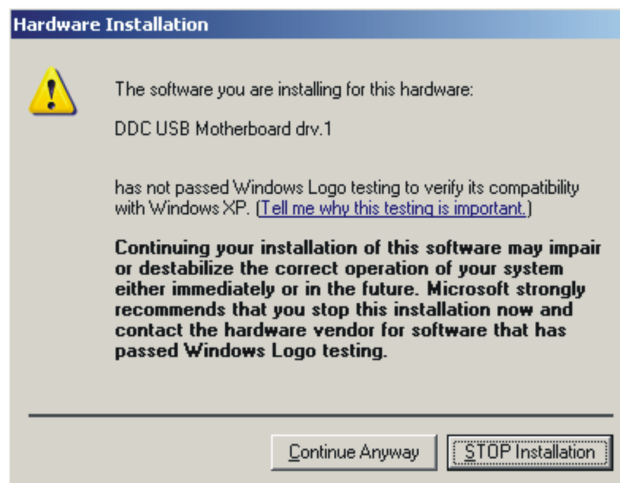 Hardware Installation
The software you are installing for this hardware:
DDC USB Motherboard drv.1
has not passed Windows Logo testing to verify its compatibility
with Windows XP. (Tell me why this testing is important.)
Continuing your installation of this software may impair
or destabilize the correct operation of your system
either immediately or in the future. Microsoft strongly
recommends that you stop this installation now and
contact the hardware vendor for software that has
passed Windows Logo testing.
Continue Anyway
STOP Installation